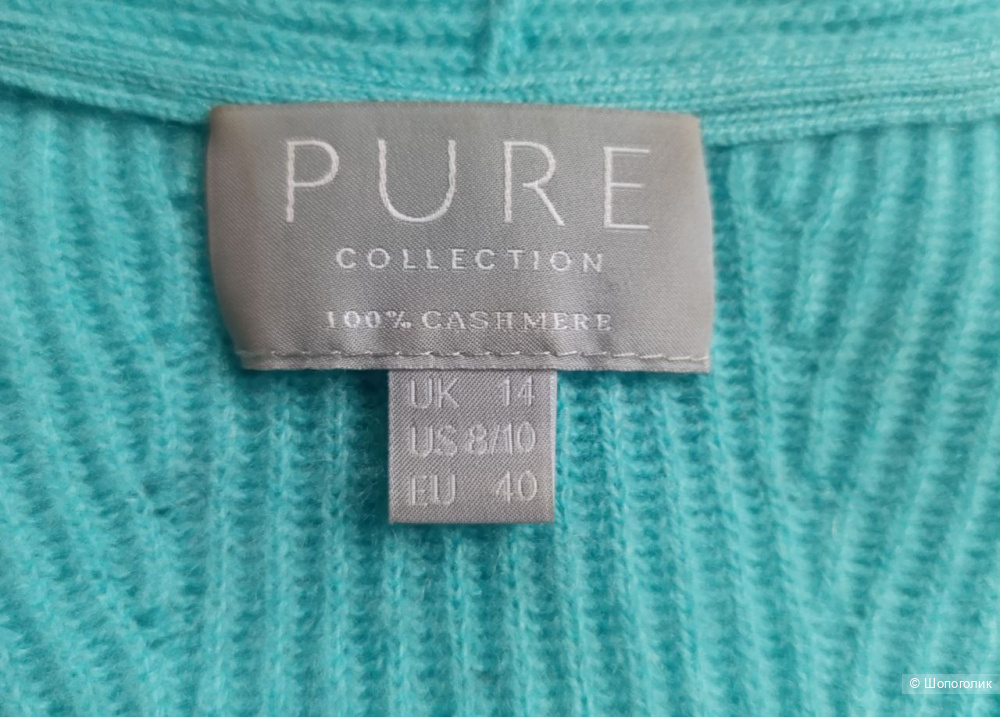 PURE
COLLECTION
100% CASHMERE
UK 14
US 8/10
EU 40
© Шопоголик